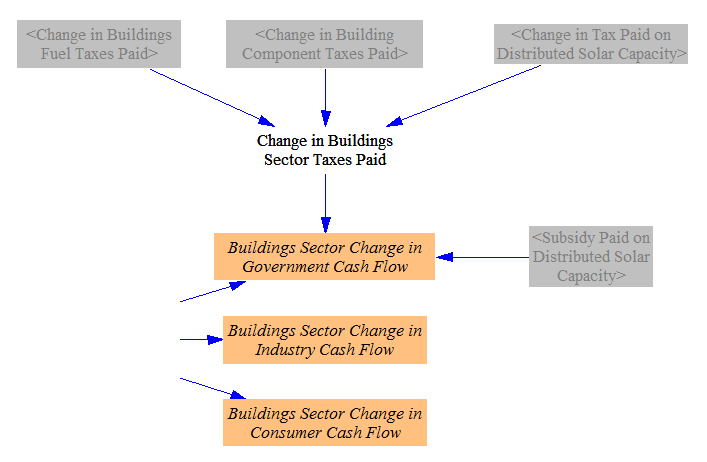 <Change in Buildings
Fuel Taxes Paid>
<Change in Building
Component Taxes Paid>
<Change in Tax Paid on
Distributed Solar Capacity>
Change in Buildings
Sector Taxes Paid
Buildings Sector Change in
Government Cash Flow
<Subsidy Paid on
Distributed Solar
Capacity>
Buildings Sector Change in
Industry Cash Flow
Buildings Sector Change in
Consumer Cash Flow